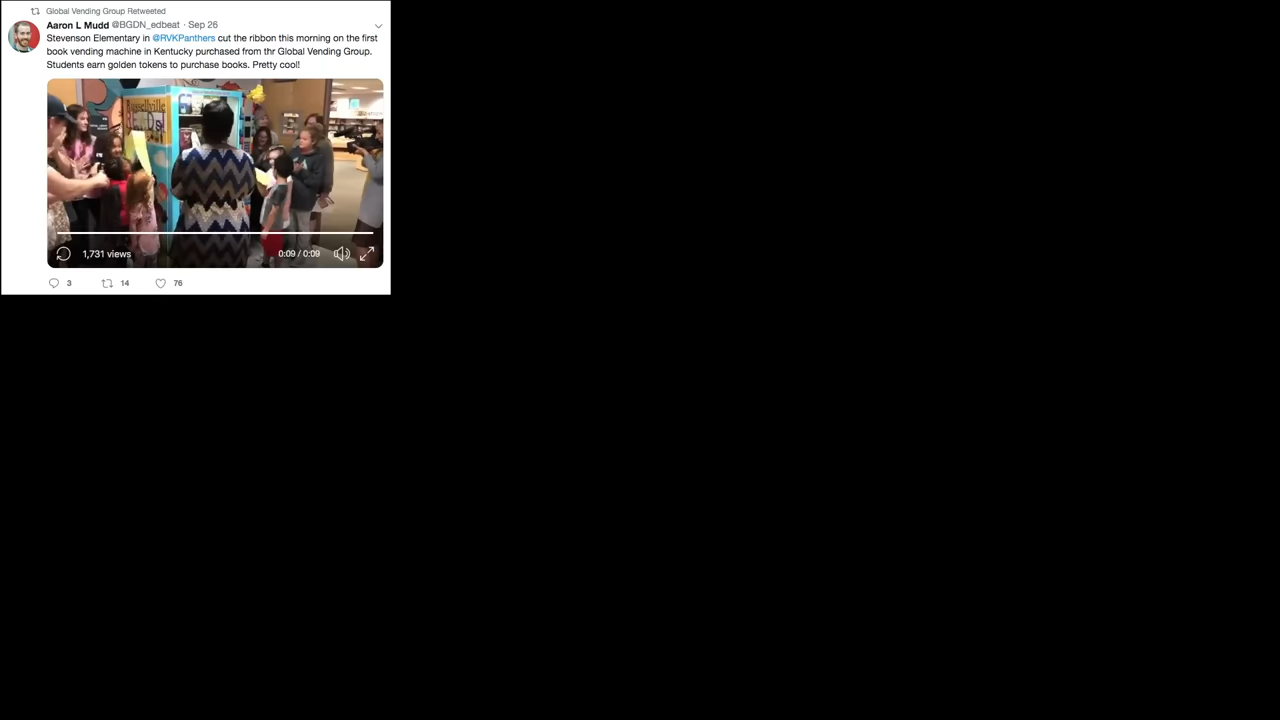 Global Vending Group Retweeted
Aaron L Mudd @BGDN_edbeat · Sep 26
Stevenson Elementary in @RVKPanthers cut the ribbon this morning on the first
book vending machine in Kentucky purchased from thr Global Vending Group.
Students earn golden tokens to purchase books. Pretty cool!
Russellville
1,731 views
0:09 / 0:09
3
14
76